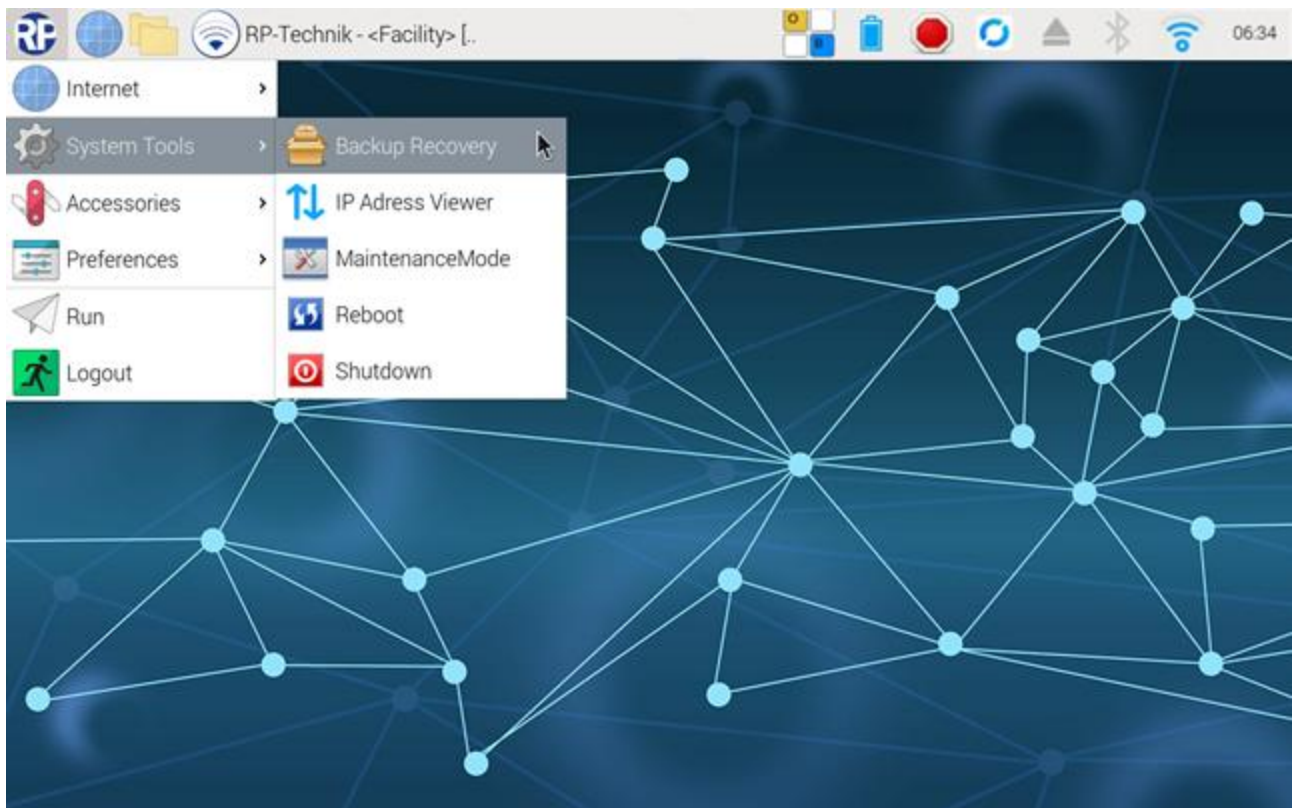 RP
RP-Technik - <Facility> [..
O
B
06:34
Internet
System Tools
Accessories
Preferences
Run
Logout
Backup Recovery
IP Adress Viewer
MaintenanceMode
Reboot
Shutdown